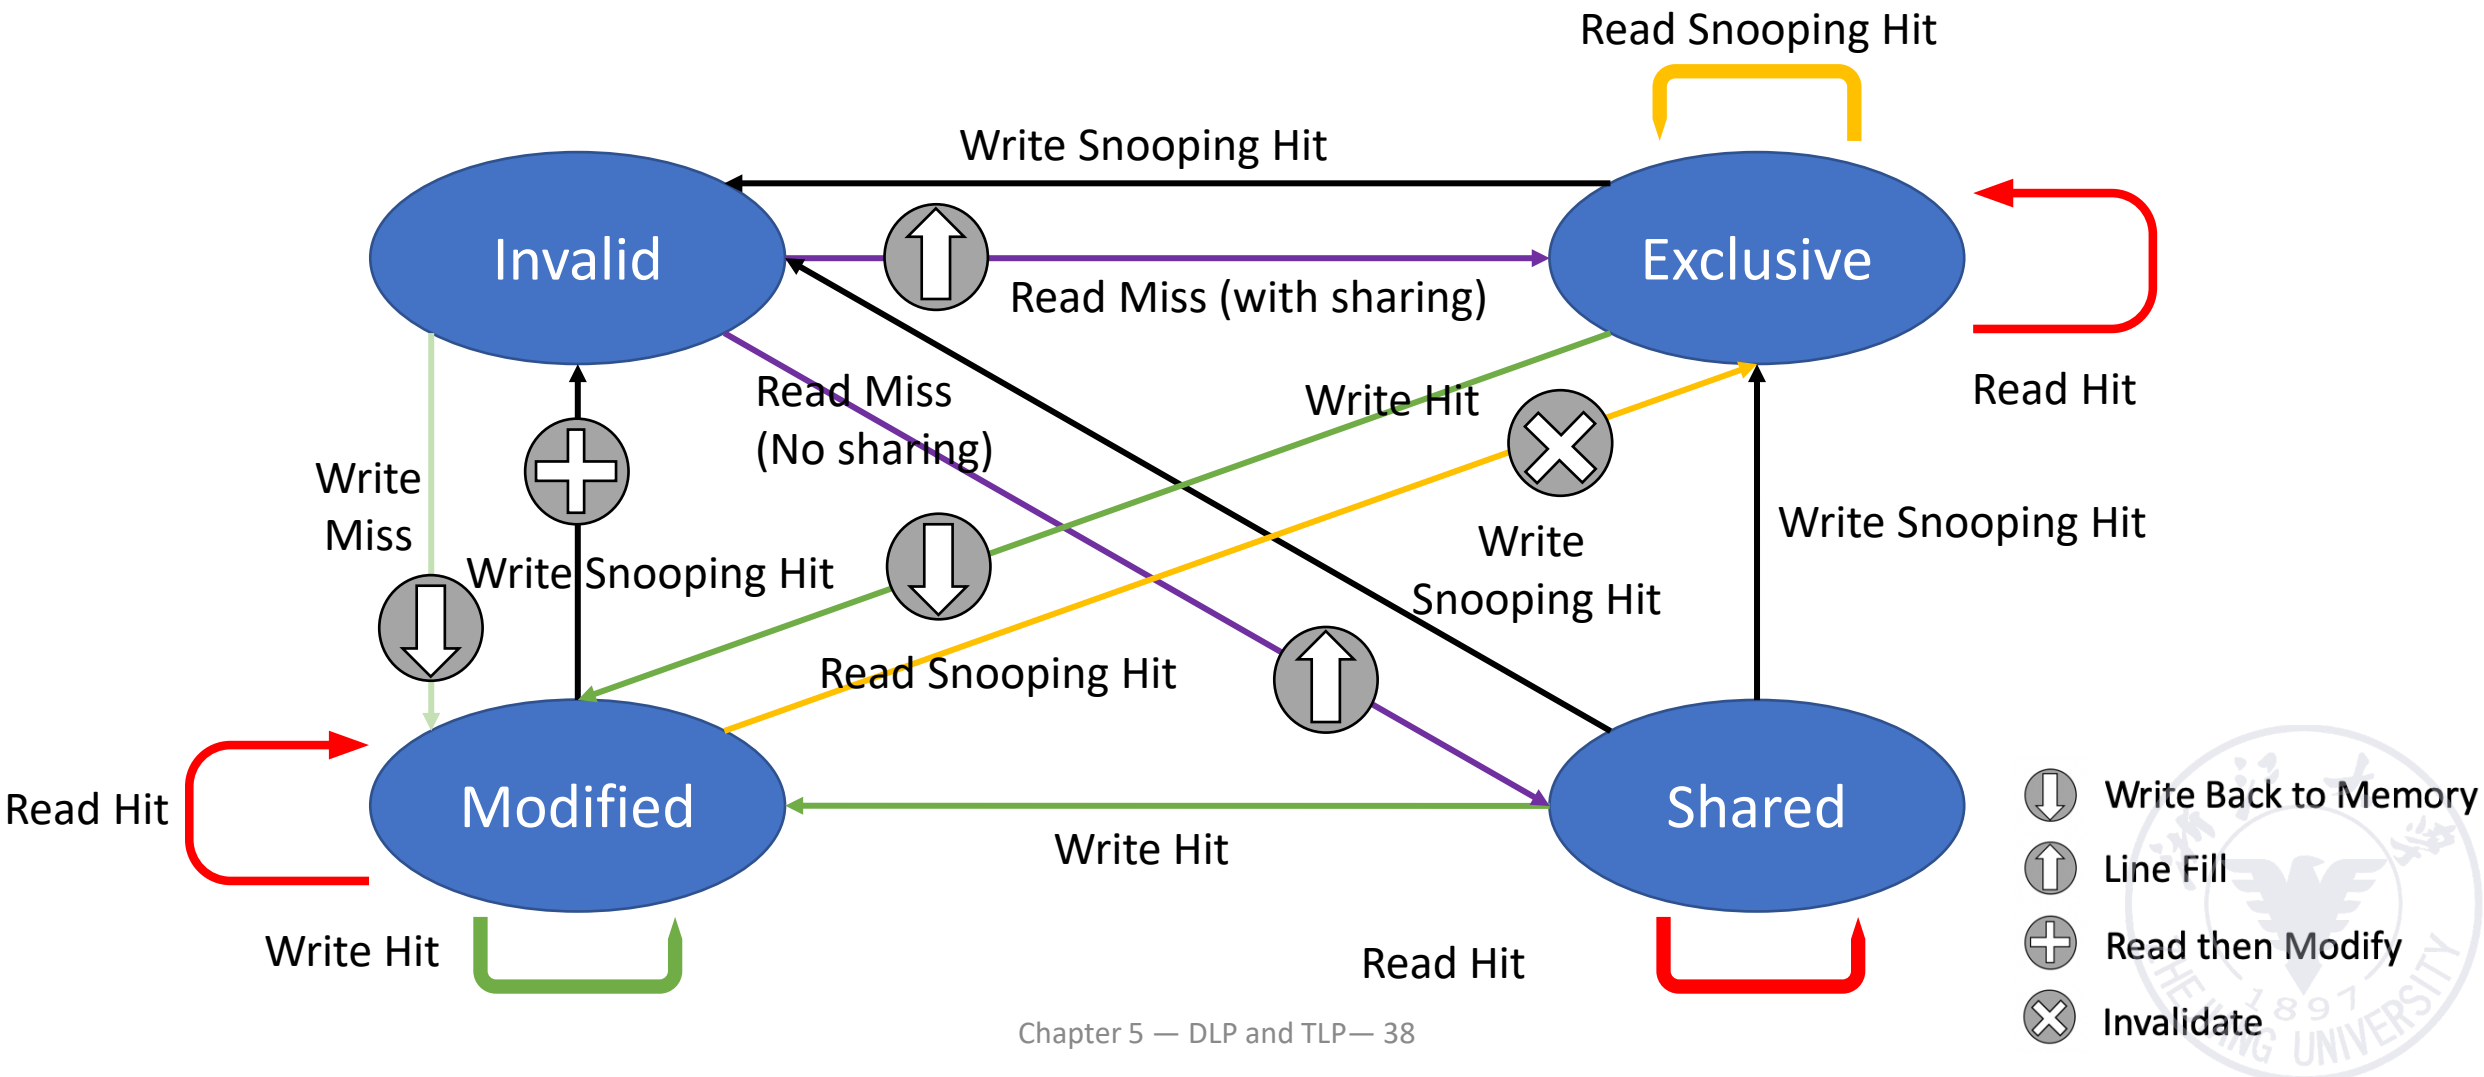 Read Snooping Hit
Write Snooping Hit
Invalid
Exclusive
Read Miss (with sharing)
Read Miss
(No sharing)
Write Hit
Read Hit
Write
Miss
Write Snooping Hit
Write
Snooping Hit
Write Snooping Hit
Read Snooping Hit
Read Hit
Modified
Shared
Write Hit
Write Hit
Read Hit
Write Back to Memory
Line Fill
Read then Modify
Invalidate
1897
UNIVERSITY
Chapter 5 — DLP and TLP— 38